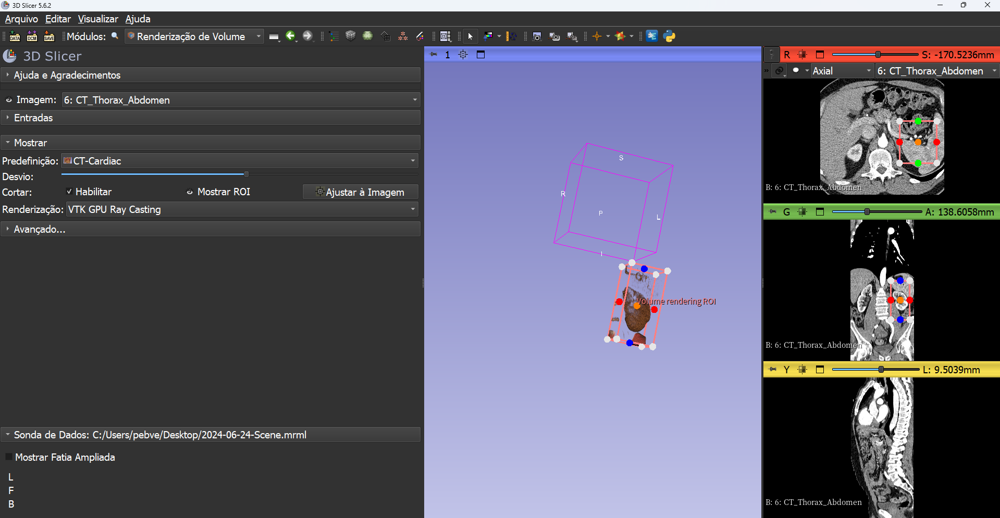 3D Slicer 5.6.2
Arquivo Editar Visualizar Ajuda
DATA DCM SAVE Módulos: Renderização de Volume
3D Slicer
Ajuda e Agradecimentos
Imagem: 6: CT_Thorax_Abdomen
Entradas
Mostrar
Predefinição: CT-Cardiac
Desvio:
Cortar: Habilitar Mostrar ROI Ajustar à Imagem
Renderização: VTK GPU Ray Casting
Avançado...
Sonda de Dados: C:/Users/pebve/Desktop/2024-06-24-Scene.mrml
Mostrar Fatia Ampliada
L
F
B
1
S
R
P
L
I
Volume rendering ROI
R S: -170.5236mm
Axial 6: CT_Thorax_Abdomen
B: 6: CT_Thorax_Abdomen
G A: 138.6058mm
B: 6: CT_Thorax_Abdomen
Y L: 9.5039mm
B: 6: CT_Thorax_Abdomen